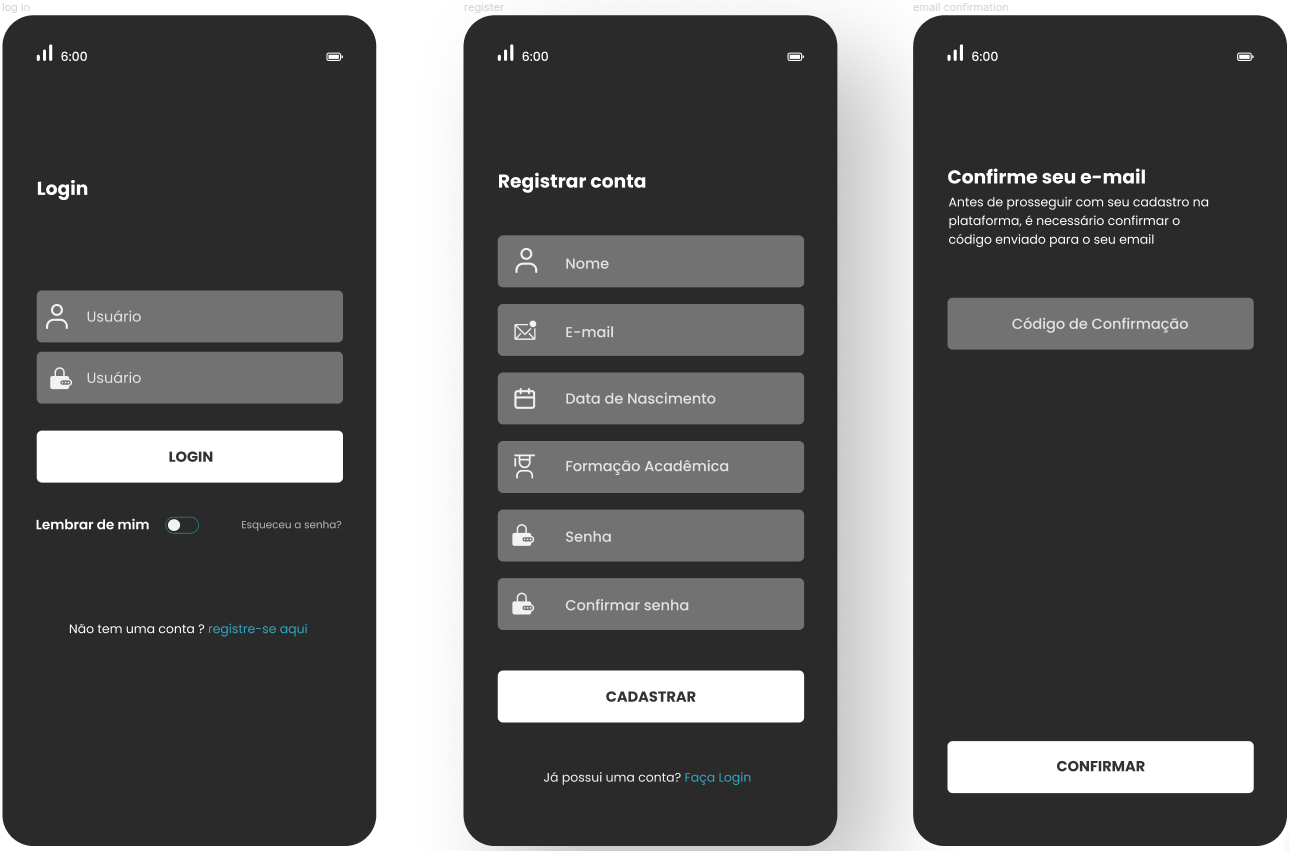 log in
6:00
Login
Usuário
Usuário
LOGIN
Lembrar de mim
Esqueceu a senha?
Não tem uma conta ? registre-se aqui
register
6:00
Registrar conta
Nome
E-mail
Data de Nascimento
Formação Acadêmica
Senha
Confirmar senha
CADASTRAR
Já possui uma conta? Faça Login
email confirmation
6:00
Confirme seu e-mail
Antes de prosseguir com seu cadastro na
plataforma, é necessário confirmar o
código enviado para o seu email
Código de Confirmação
CONFIRMAR